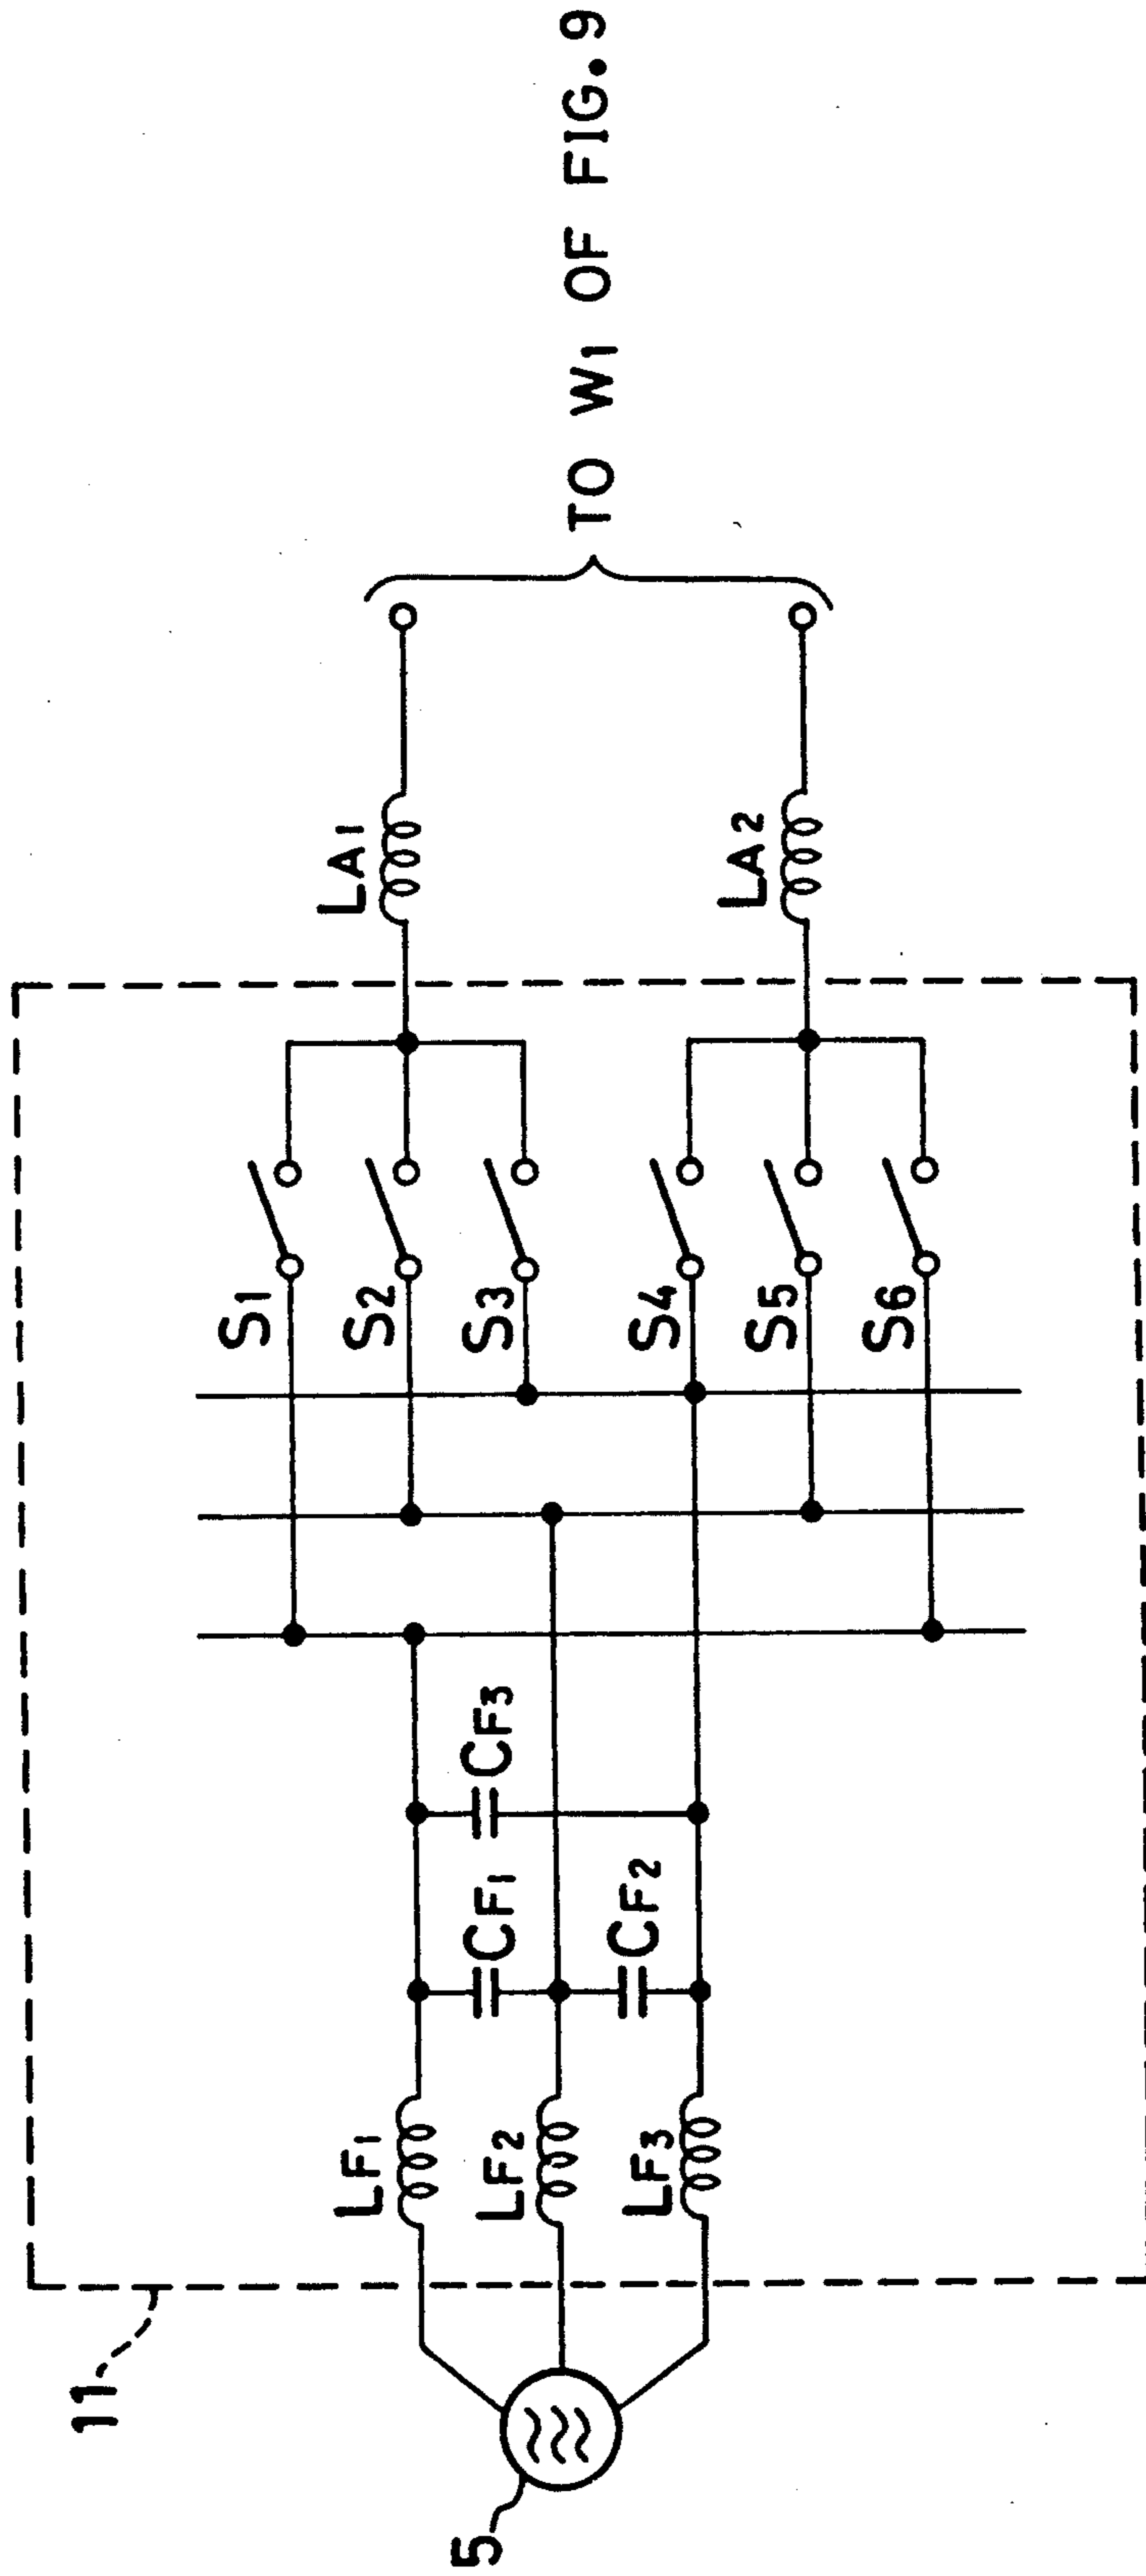 11
5
LF1
LF2
LF3
CF1
CF2
CF3
S1
S2
S3
S4
S5
S6
LA1
LA2
TO W1 OF FIG.9